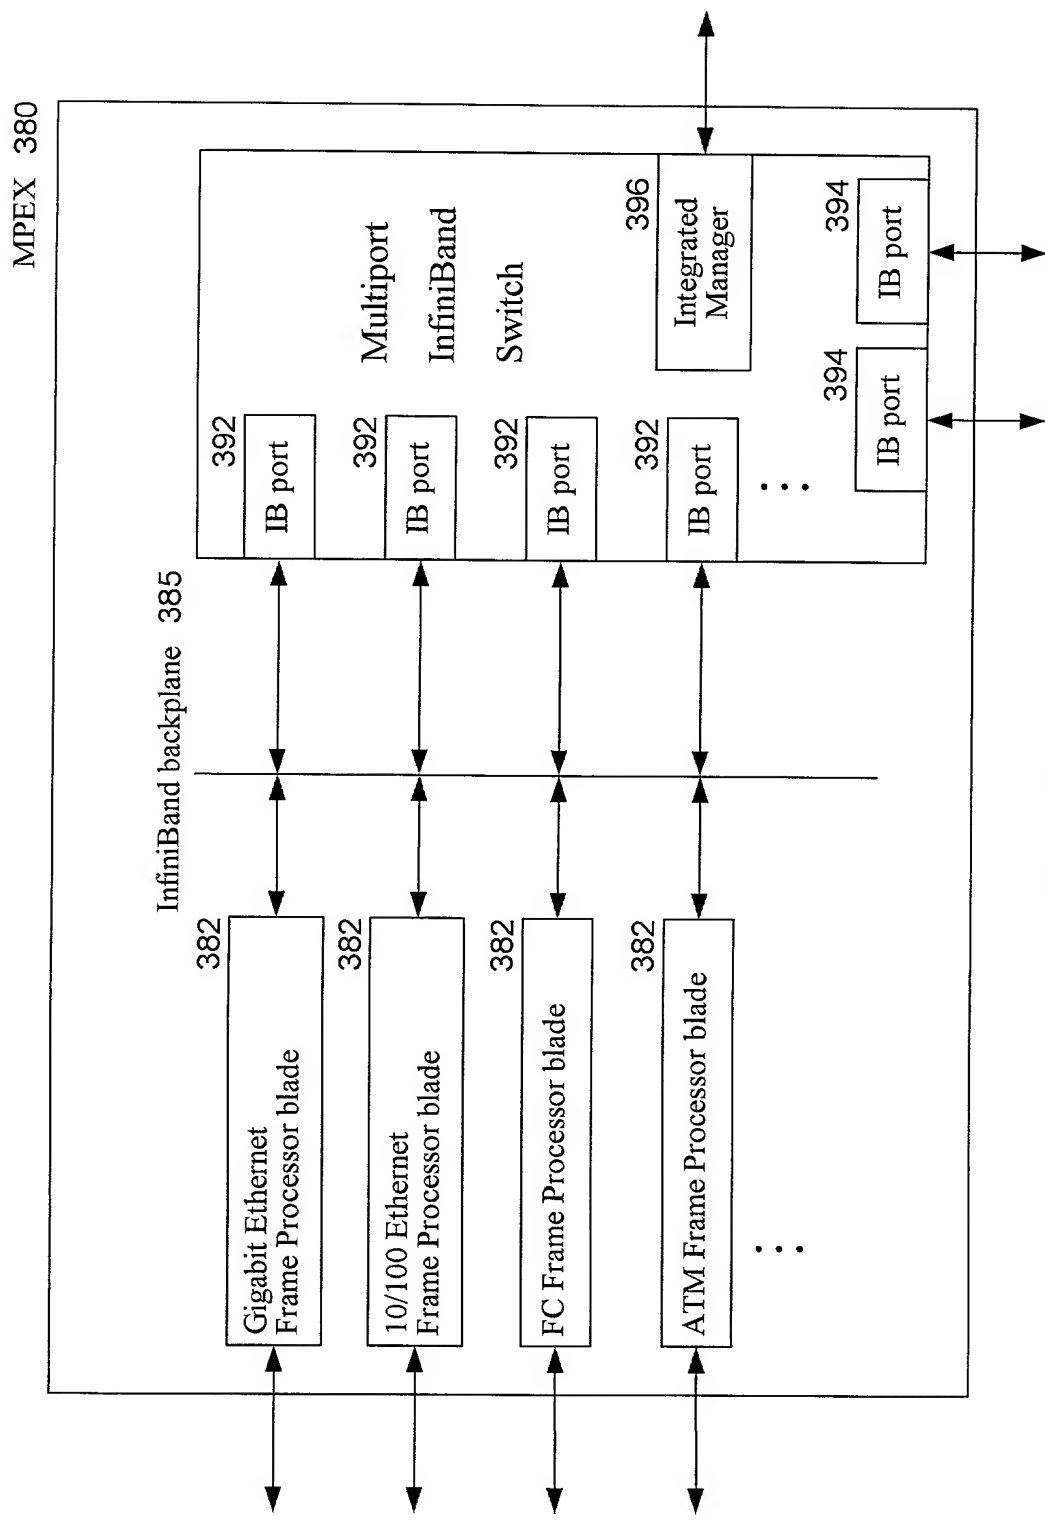 MPEX 380
InfiniBand backplane 385
382
Gigabit Ethernet
Frame Processor blade
382
10/100 Ethernet
Frame Processor blade
382
FC Frame Processor blade
382
ATM Frame Processor blade
• • •
392
IB port
392
IB port
392
IB port
392
IB port
• • •
Multiport
InfiniBand
Switch
396
Integrated
Manager
394
IB port
394
IB port